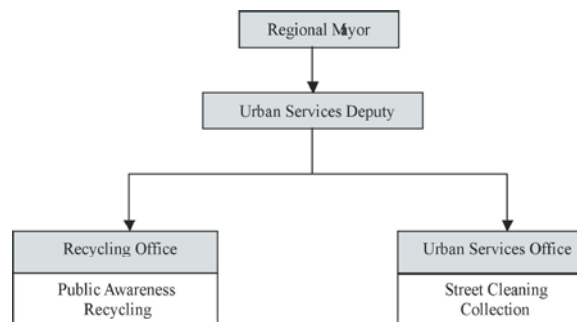 Regional Mayor
Urban Services Deputy
Recycling Office
Urban Services Office
Public Awareness
Recycling
Street Cleaning
Collection